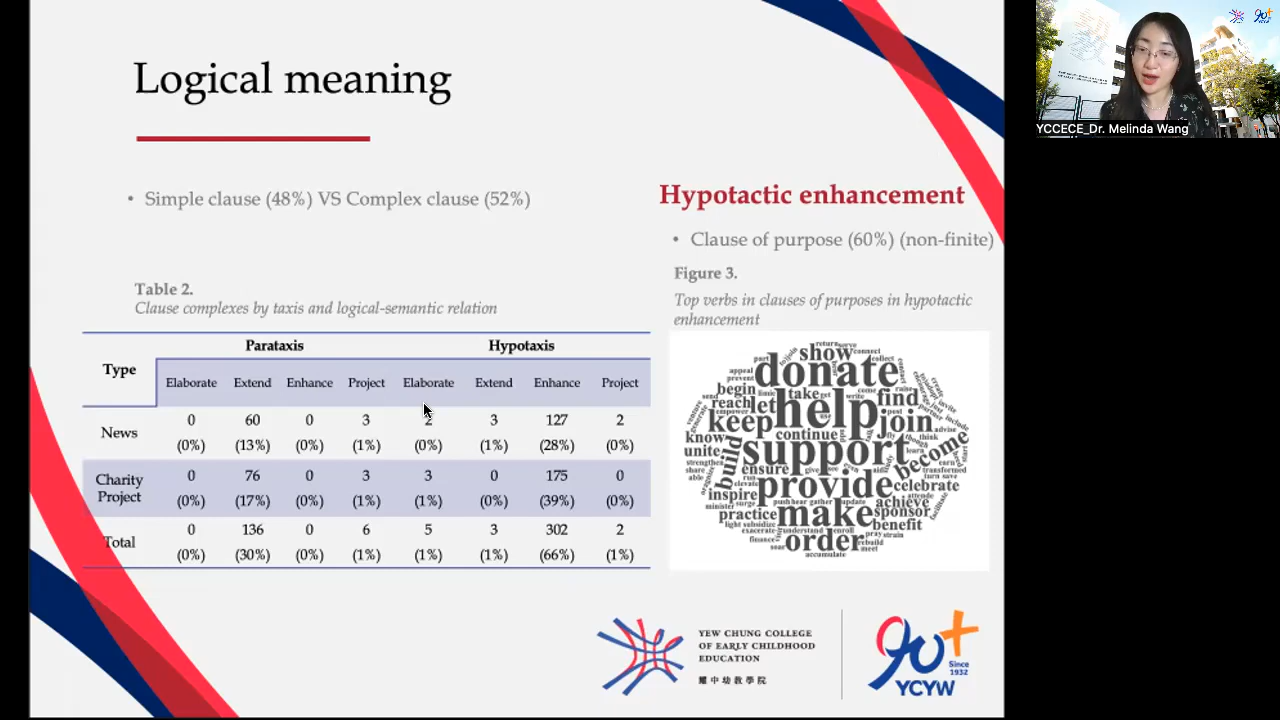 Logical meaning
• Simple clause (48%) VS Complex clause (52%)
Table 2.
Clause complexes by taxis and logical-semantic relation
Type Parataxis Hypotaxis
Elaborate Extend Enhance Project Elaborate Extend Enhance Project
News 0 60 0 3 2 3 127 2
(0%) (13%) (0%) (1%) (0%) (1%) (28%) (0%)
Charity Project 0 76 0 3 3 0 175 0
(0%) (17%) (0%) (1%) (1%) (0%) (39%) (0%)
Total 0 136 0 6 5 3 302 2
(0%) (30%) (0%) (1%) (1%) (1%) (66%) (1%)
Hypotactic enhancement
• Clause of purpose (60%) (non-finite)
Figure 3.
Top verbs in clauses of purposes in hypotactic
enhancement
show
donate
begin take find
reach let help
keep join
know continue
unite support become
build ensure
provide celebrate
inspire achieve
make sponsor
practice benefit
order
accumulate
YEW CHUNG COLLEGE
OF EARLY CHILDHOOD
EDUCATION
耀中幼教學院
90+
Since
1932
YCYW
YCCECE_Dr. Melinda Wang